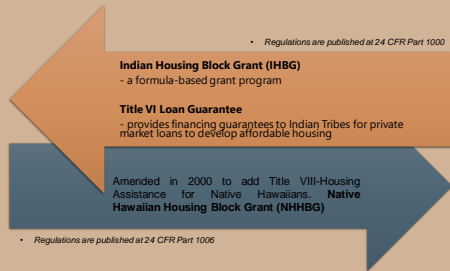 • Regulations are published at 24 CFR Part 1000
Indian Housing Block Grant (IHBG)
- a formula-based grant program
Title VI Loan Guarantee
- provides financing guarantees to Indian Tribes for private
market loans to develop affordable housing
Amended in 2000 to add Title VIII-Housing
Assistance for Native Hawaiians. Native
Hawaiian Housing Block Grant (NHHBG)
• Regulations are published at 24 CFR Part 1006